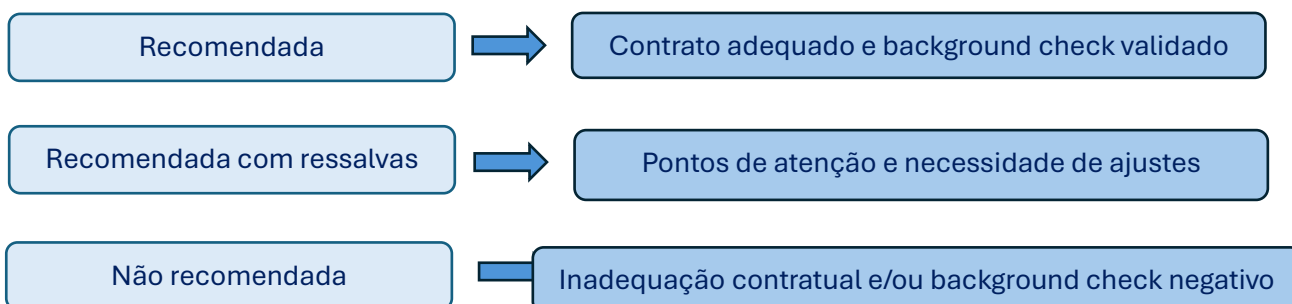 Recomendada
Contrato adequado e background check validado
Recomendada com ressalvas
Pontos de atenção e necessidade de ajustes
Não recomendada
Inadequação contratual e/ou background check negativo